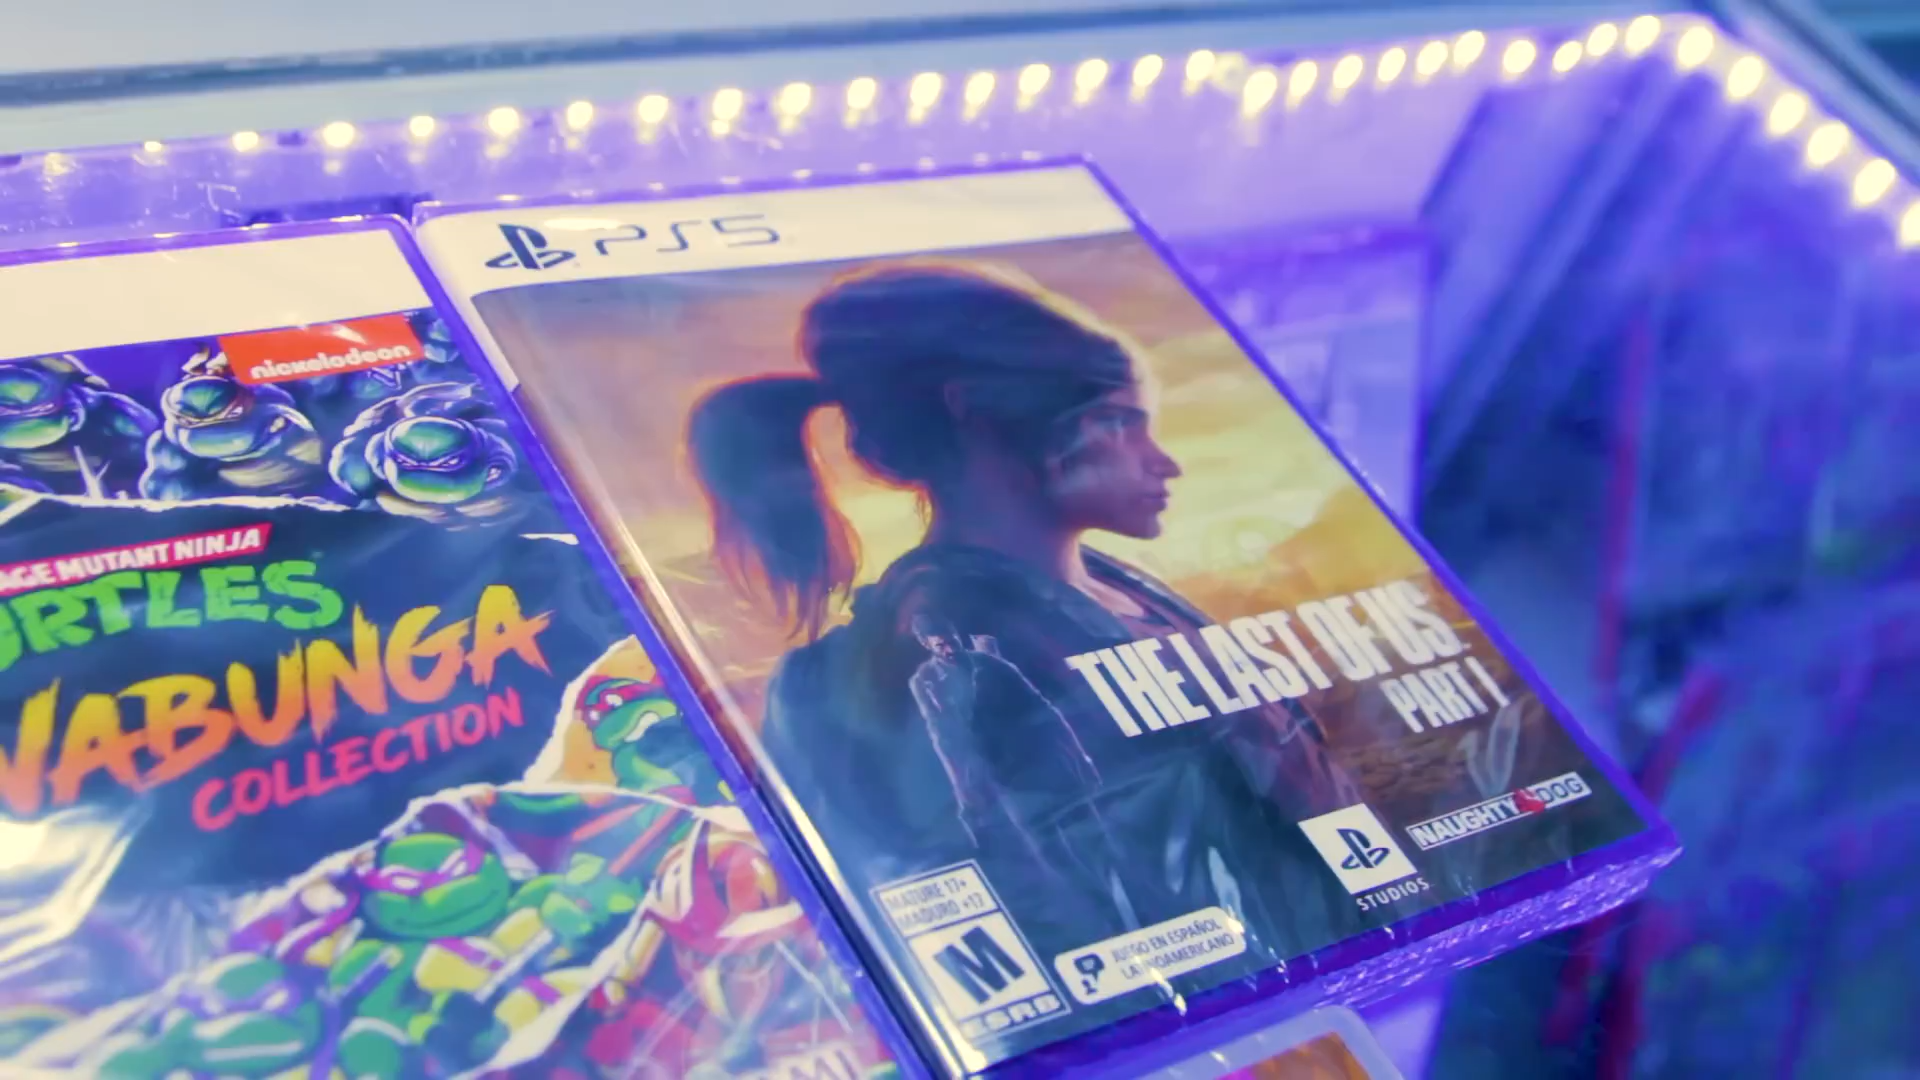 PS5
nickelodeon
AGE MUTANT NINJA
URTLES
WABUNGA
COLLECTION
THE LAST OF US
PART I
NAUGHTY DOG
STUDIOS
MATURE 17+
MADURO +17
M
ESRB
JUEGO EN ESPAÑOL
LATINOAMERICANO